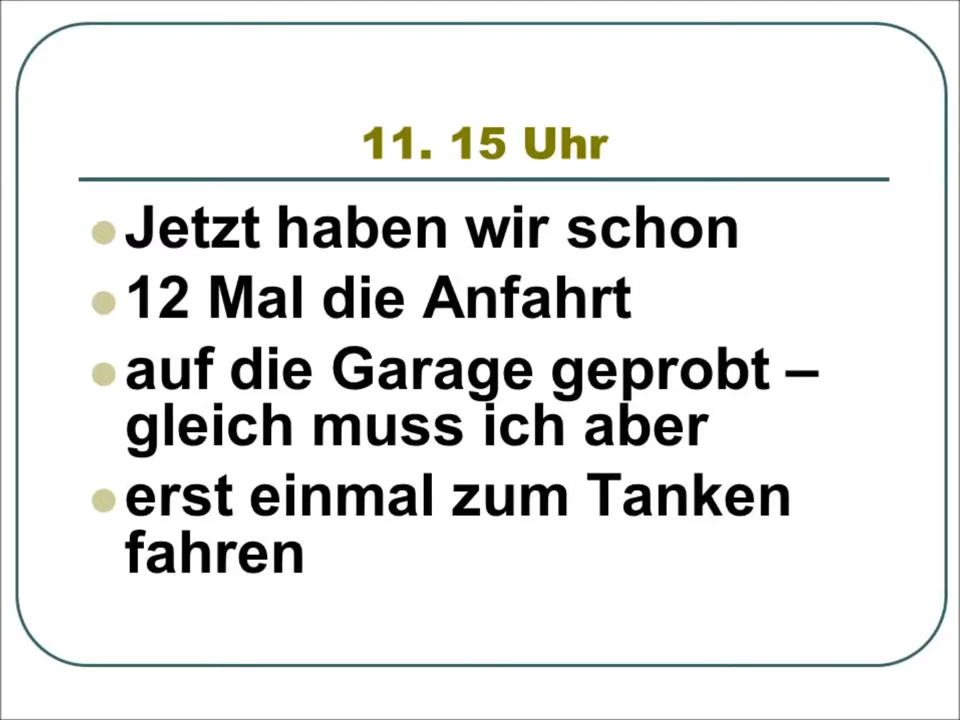 11. 15 Uhr
Jetzt haben wir schon
12 Mal die Anfahrt
auf die Garage geprobt –
gleich muss ich aber
erst einmal zum Tanken
fahren